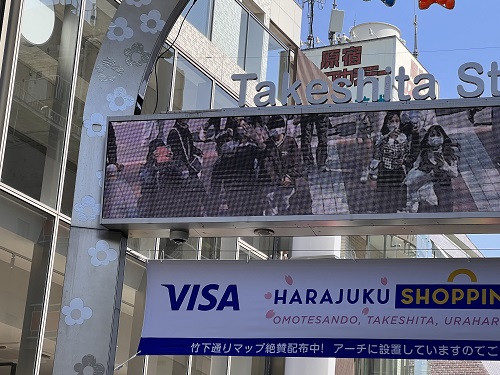 原宿
Takeshita St
VISA
HARAJUKU SHOPPIN
OMOTESANDO, TAKESHITA, URAHAR
竹下通りマップ絶賛配布中! アーチに設置していますのでご